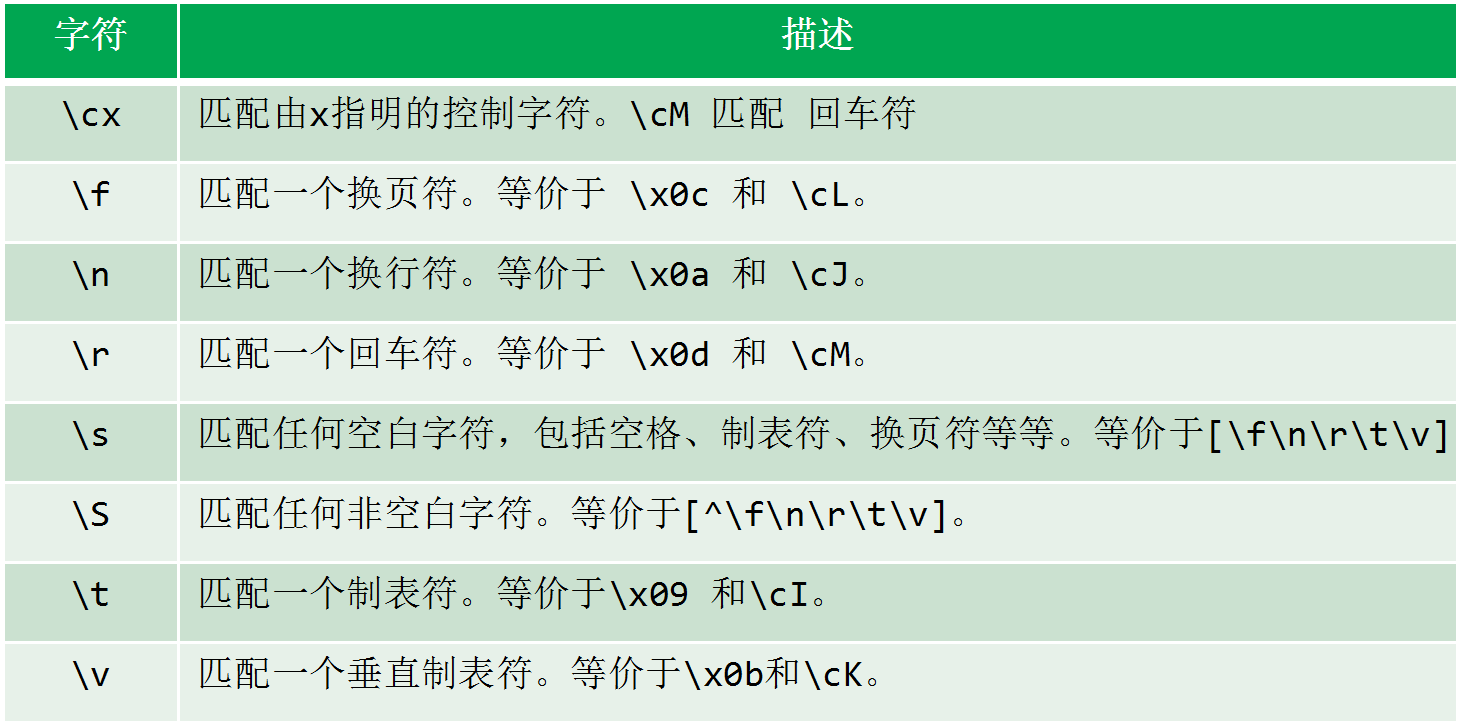 字符 描述
\cx 匹配由x指明的控制字符。\cM 匹配 回车符
\f 匹配一个换页符。等价于 \x0c 和 \cL。
\n 匹配一个换行符。等价于 \x0a 和 \cJ。
\r 匹配一个回车符。等价于 \x0d 和 \cM。
\s 匹配任何空白字符，包括空格、制表符、换页符等等。等价于[\f\n\r\t\v]
\S 匹配任何非空白字符。等价于[^\f\n\r\t\v]。
\t 匹配一个制表符。等价于\x09 和\cI。
\v 匹配一个垂直制表符。等价于\x0b和\cK。